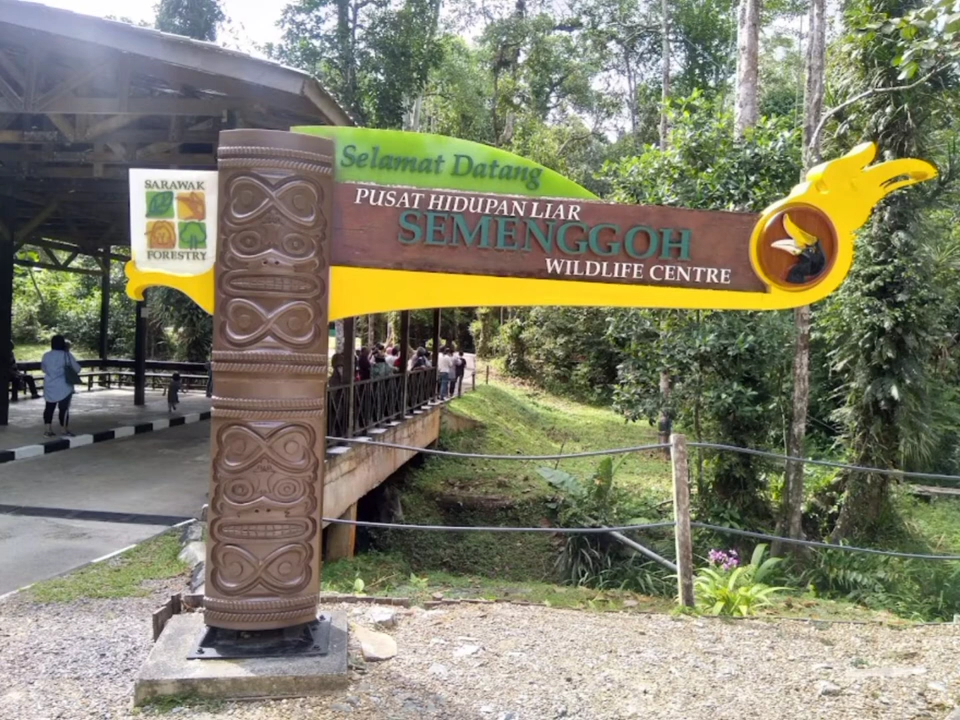 SARAWAK
FORESTRY
Selamat Datang
PUSAT HIDUPAN LIAR
SEMENGGOH
WILDLIFE CENTRE